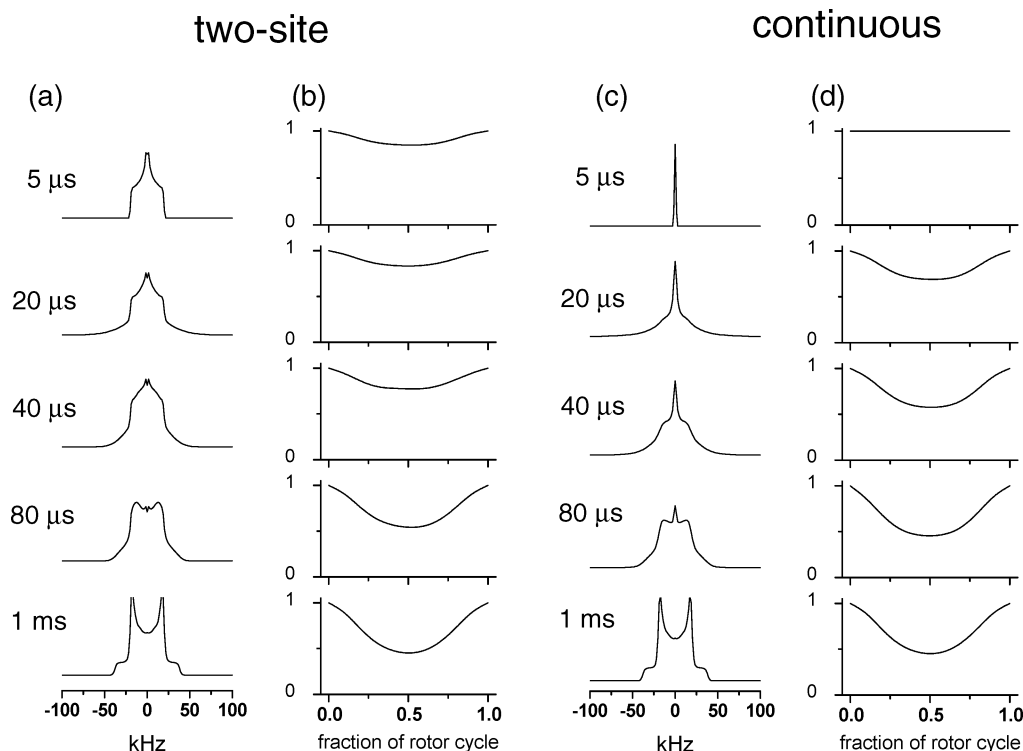 two-site continuous
(a) (b) (c) (d)
5 μs 1 0 5 μs 1 0
20 μs 1 0 20 μs 1 0
40 μs 1 0 40 μs 1 0
80 μs 1 0 80 μs 1 0
1 ms 1 0 1 ms 1 0
-100 -50 0 50 100 0.0 0.5 1.0 -100 -50 0 50 100 0.0 0.5 1.0
kHz fraction of rotor cycle kHz fraction of rotor cycle